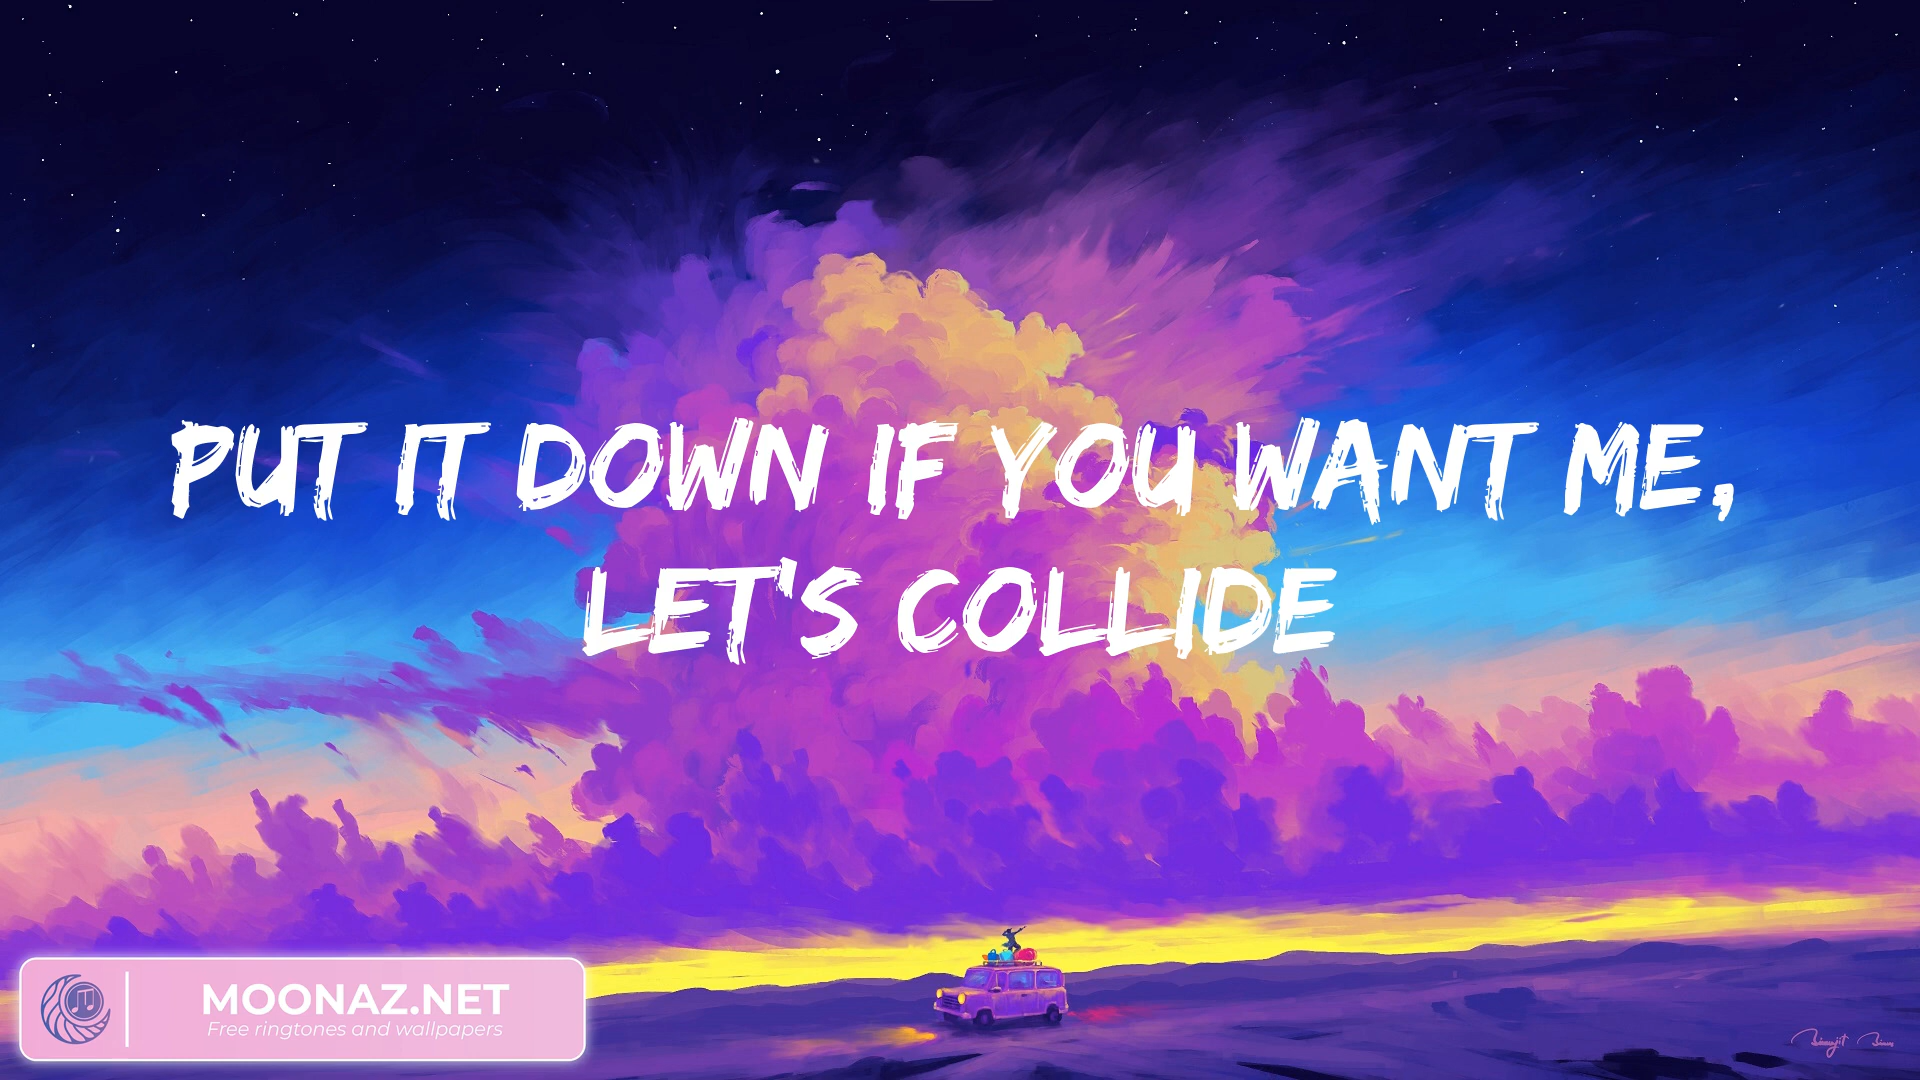 PUT IT DOWN IF YOU WANT ME,
LET'S COLLIDE
MOONAZ.NET
Free ringtones and wallpapers